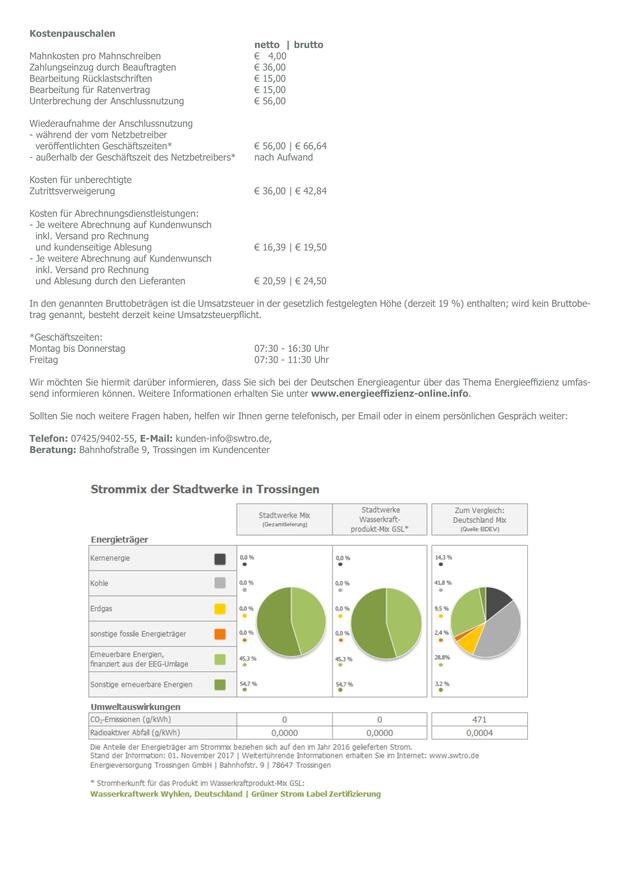 Kostenpauschalen
netto | brutto
Mahnkosten pro Mahnschreiben € 4,00
Zahlungseinzug durch Beauftragten € 36,00
Bearbeitung Rücklastschriften € 15,00
Bearbeitung für Ratenvertrag € 15,00
Unterbrechung der Anschlussnutzung € 56,00
Wiederaufnahme der Anschlussnutzung
- während der vom Netzbetreiber
veröffentlichten Geschäftszeiten* € 56,00 | € 66,64
- außerhalb der Geschäftszeit des Netzbetreibers* nach Aufwand
Kosten für unberechtigte
Zutrittsverweigerung € 36,00 | € 42,84
Kosten für Abrechnungsdienstleistungen:
- Je weitere Abrechnung auf Kundenwunsch
inkl. Versand pro Rechnung
und kundenseitige Ablesung € 16,39 | € 19,50
- Je weitere Abrechnung auf Kundenwunsch
inkl. Versand pro Rechnung
und Ablesung durch den Lieferanten € 20,59 | € 24,50
In den genannten Bruttobeträgen ist die Umsatzsteuer in der gesetzlich festgelegten Höhe (derzeit 19 %) enthalten; wird kein Bruttobe-
trag genannt, besteht derzeit keine Umsatzsteuerpflicht.
*Geschäftszeiten:
Montag bis Donnerstag 07:30 - 16:30 Uhr
Freitag 07:30 - 11:30 Uhr
Wir möchten Sie hiermit darüber informieren, dass Sie sich bei der Deutschen Energieagentur über das Thema Energieeffizienz umfas-
send informieren können. Weitere Informationen erhalten Sie unter www.energieeffizienz-online.info.
Sollten Sie noch weitere Fragen haben, helfen wir Ihnen gerne telefonisch, per Email oder in einem persönlichen Gespräch weiter:
Telefon: 07425/9402-55, E-Mail: kunden-info@swtro.de,
Beratung: Bahnhofstraße 9, Trossingen im Kundencenter
Strommix der Stadtwerke in Trossingen
Stadtwerke Mix
(Gesamtlieferung)
Stadtwerke
Wasserkraft-
produkt-Mix GSL*
Zum Vergleich:
Deutschland Mix
(Quelle: BDEW)
Energieträger
Kernenergie 0,0 % 0,0 % 14,3 %
Kohle 0,0 % 0,0 % 41,8 %
Erdgas 0,0 % 0,0 % 9,5 %
sonstige fossile Energieträger 0,0 % 0,0 % 2,4 %
Erneuerbare Energien,
finanziert aus der EEG-Umlage 45,3 % 45,3 % 28,8%
Sonstige erneuerbare Energien 54,7 % 54,7 % 3,2 %
Umweltauswirkungen
CO₂-Emissionen (g/kWh) 0 0 471
Radioaktiver Abfall (g/kWh) 0,0000 0,0000 0,0004
Die Anteile der Energieträger am Strommix beziehen sich auf den im Jahr 2016 gelieferten Strom.
Stand der Information: 01. November 2017 | Weiterführende Informationen erhalten Sie im Internet: www.swtro.de
Energieversorgung Trossingen GmbH | Bahnhofstr. 9 | 78647 Trossingen
* Stromherkunft für das Produkt im Wasserkraftprodukt-Mix GSL:
Wasserkraftwerk Wyhlen, Deutschland | Grüner Strom Label Zertifizierung